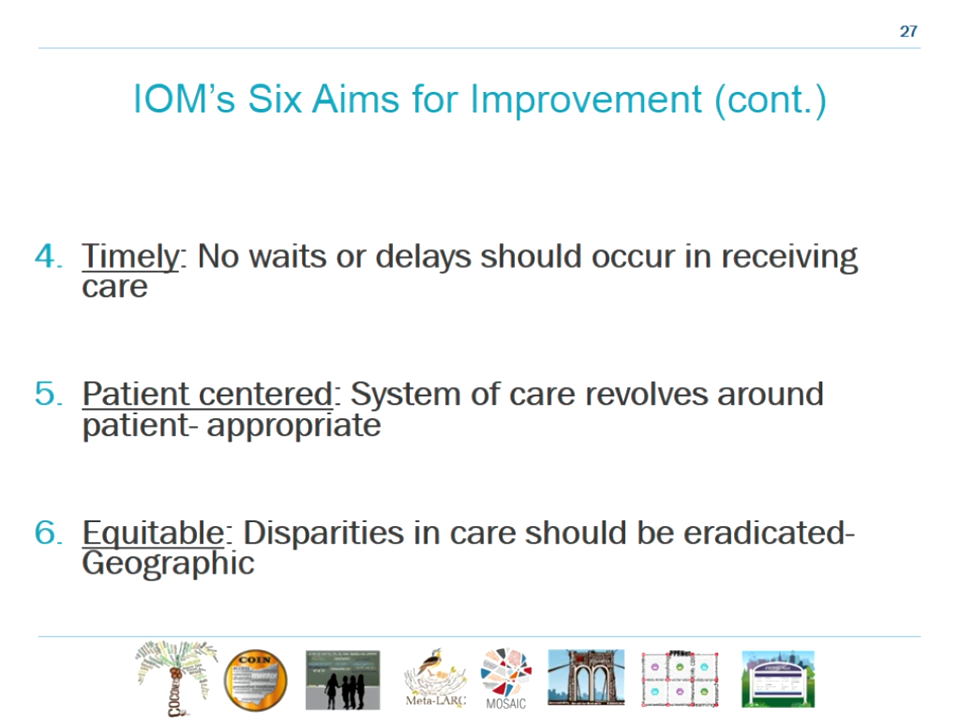 27
IOM’s Six Aims for Improvement (cont.)
4. Timely: No waits or delays should occur in receiving
care
5. Patient centered: System of care revolves around
patient- appropriate
6. Equitable: Disparities in care should be eradicated-
Geographic
COCONET
COIN
Meta-LARC
MOSAIC
PPRNet